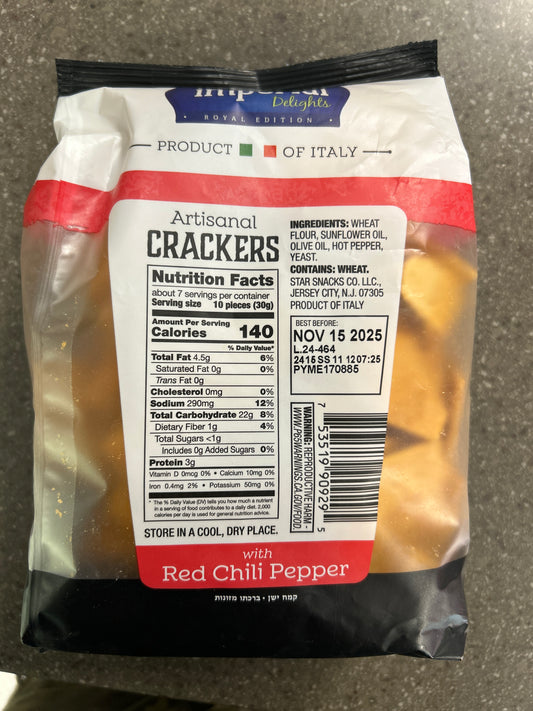 Imperial
Delights
• ROYAL EDITION •
PRODUCT OF ITALY
Artisanal
CRACKERS
Nutrition Facts
about 7 servings per container
Serving size 10 pieces (30g)
Amount Per Serving
Calories 140
% Daily Value*
Total Fat 4.5g 6%
Saturated Fat 0g 0%
Trans Fat 0g
Cholesterol 0mg 0%
Sodium 290mg 12%
Total Carbohydrate 22g 8%
Dietary Fiber 1g 4%
Total Sugars <1g
Includes 0g Added Sugars 0%
Protein 3g
Vitamin D 0mcg 0% • Calcium 10mg 0%
Iron 0.4mg 2% • Potassium 50mg 0%
* The % Daily Value (DV) tells you how much a nutrient
in a serving of food contributes to a daily diet. 2,000
calories per day is used for general nutrition advice.
STORE IN A COOL, DRY PLACE.
INGREDIENTS: WHEAT
FLOUR, SUNFLOWER OIL,
OLIVE OIL, HOT PEPPER,
YEAST.
CONTAINS: WHEAT.
STAR SNACKS CO. LLC.,
JERSEY CITY, N.J. 07305
PRODUCT OF ITALY
BEST BEFORE:
NOV 15 2025
L.24-464
2415 SS 11 12 07:25
PYME170885
WARNING: REPRODUCTIVE HARM -
WWW.P65WARNINGS.CA.GOV/FOOD.
7 53519 90929 5
with
Red Chili Pepper
קמח ישן · ברכתו מזונות